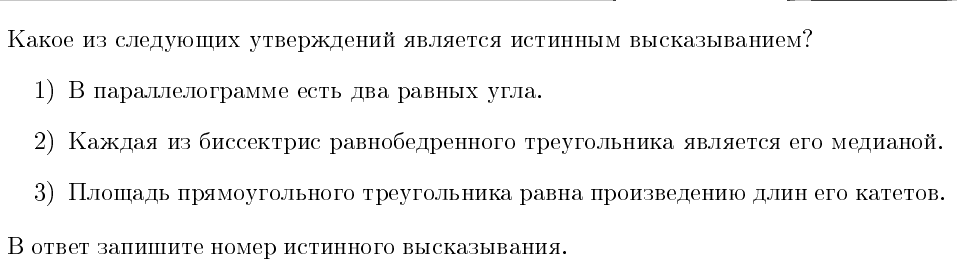 Какое из следующих утверждений является истинным высказыванием?
1) В параллелограмме есть два равных угла.
2) Каждая из биссектрис равнобедренного треугольника является его медианой.
3) Площадь прямоугольного треугольника равна произведению длин его катетов.
В ответ запишите номер истинного высказывания.